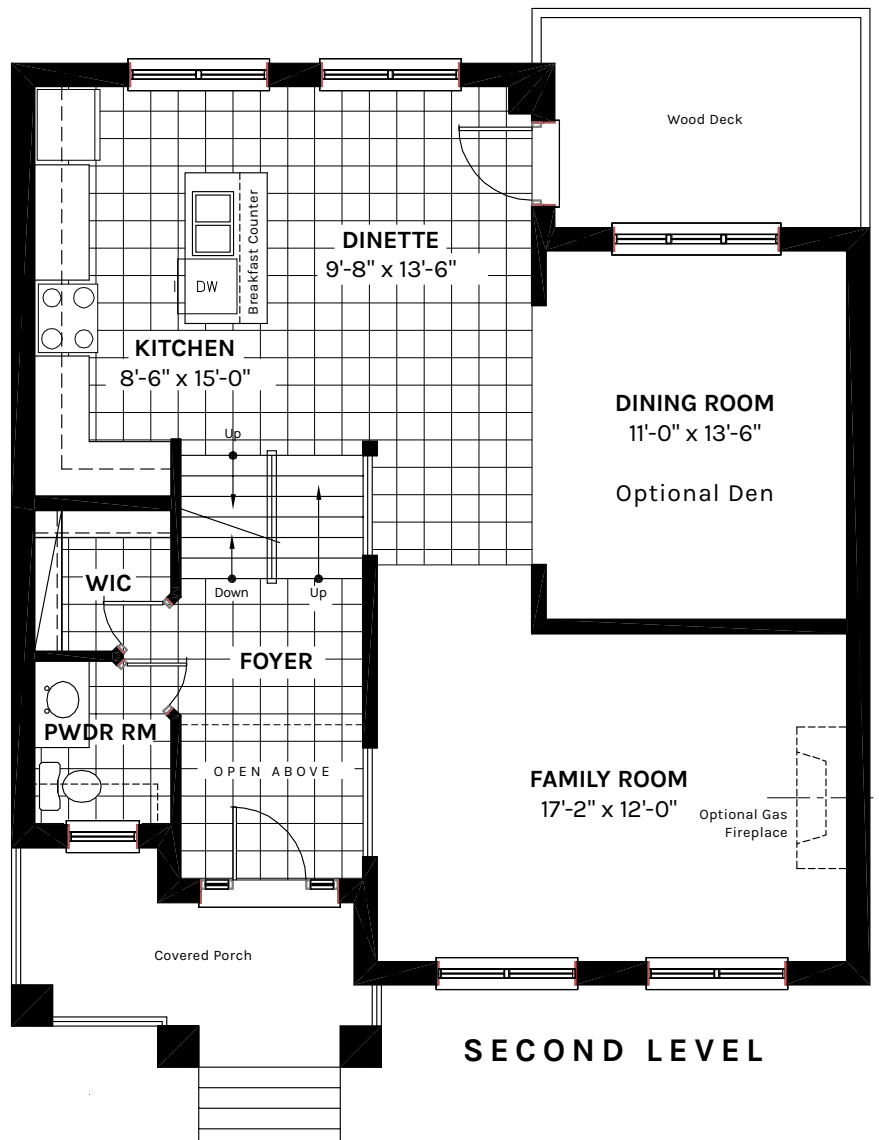 Wood Deck
Breakfast Counter
DW
DINETTE
9'-8" x 13'-6"
KITCHEN
8'-6" x 15'-0"
DINING ROOM
11'-0" x 13'-6"
Optional Den
Up
WIC
Down
Up
FOYER
PWDR RM
OPEN ABOVE
FAMILY ROOM
17'-2" x 12'-0"
Optional Gas
Fireplace
Covered Porch
SECOND LEVEL